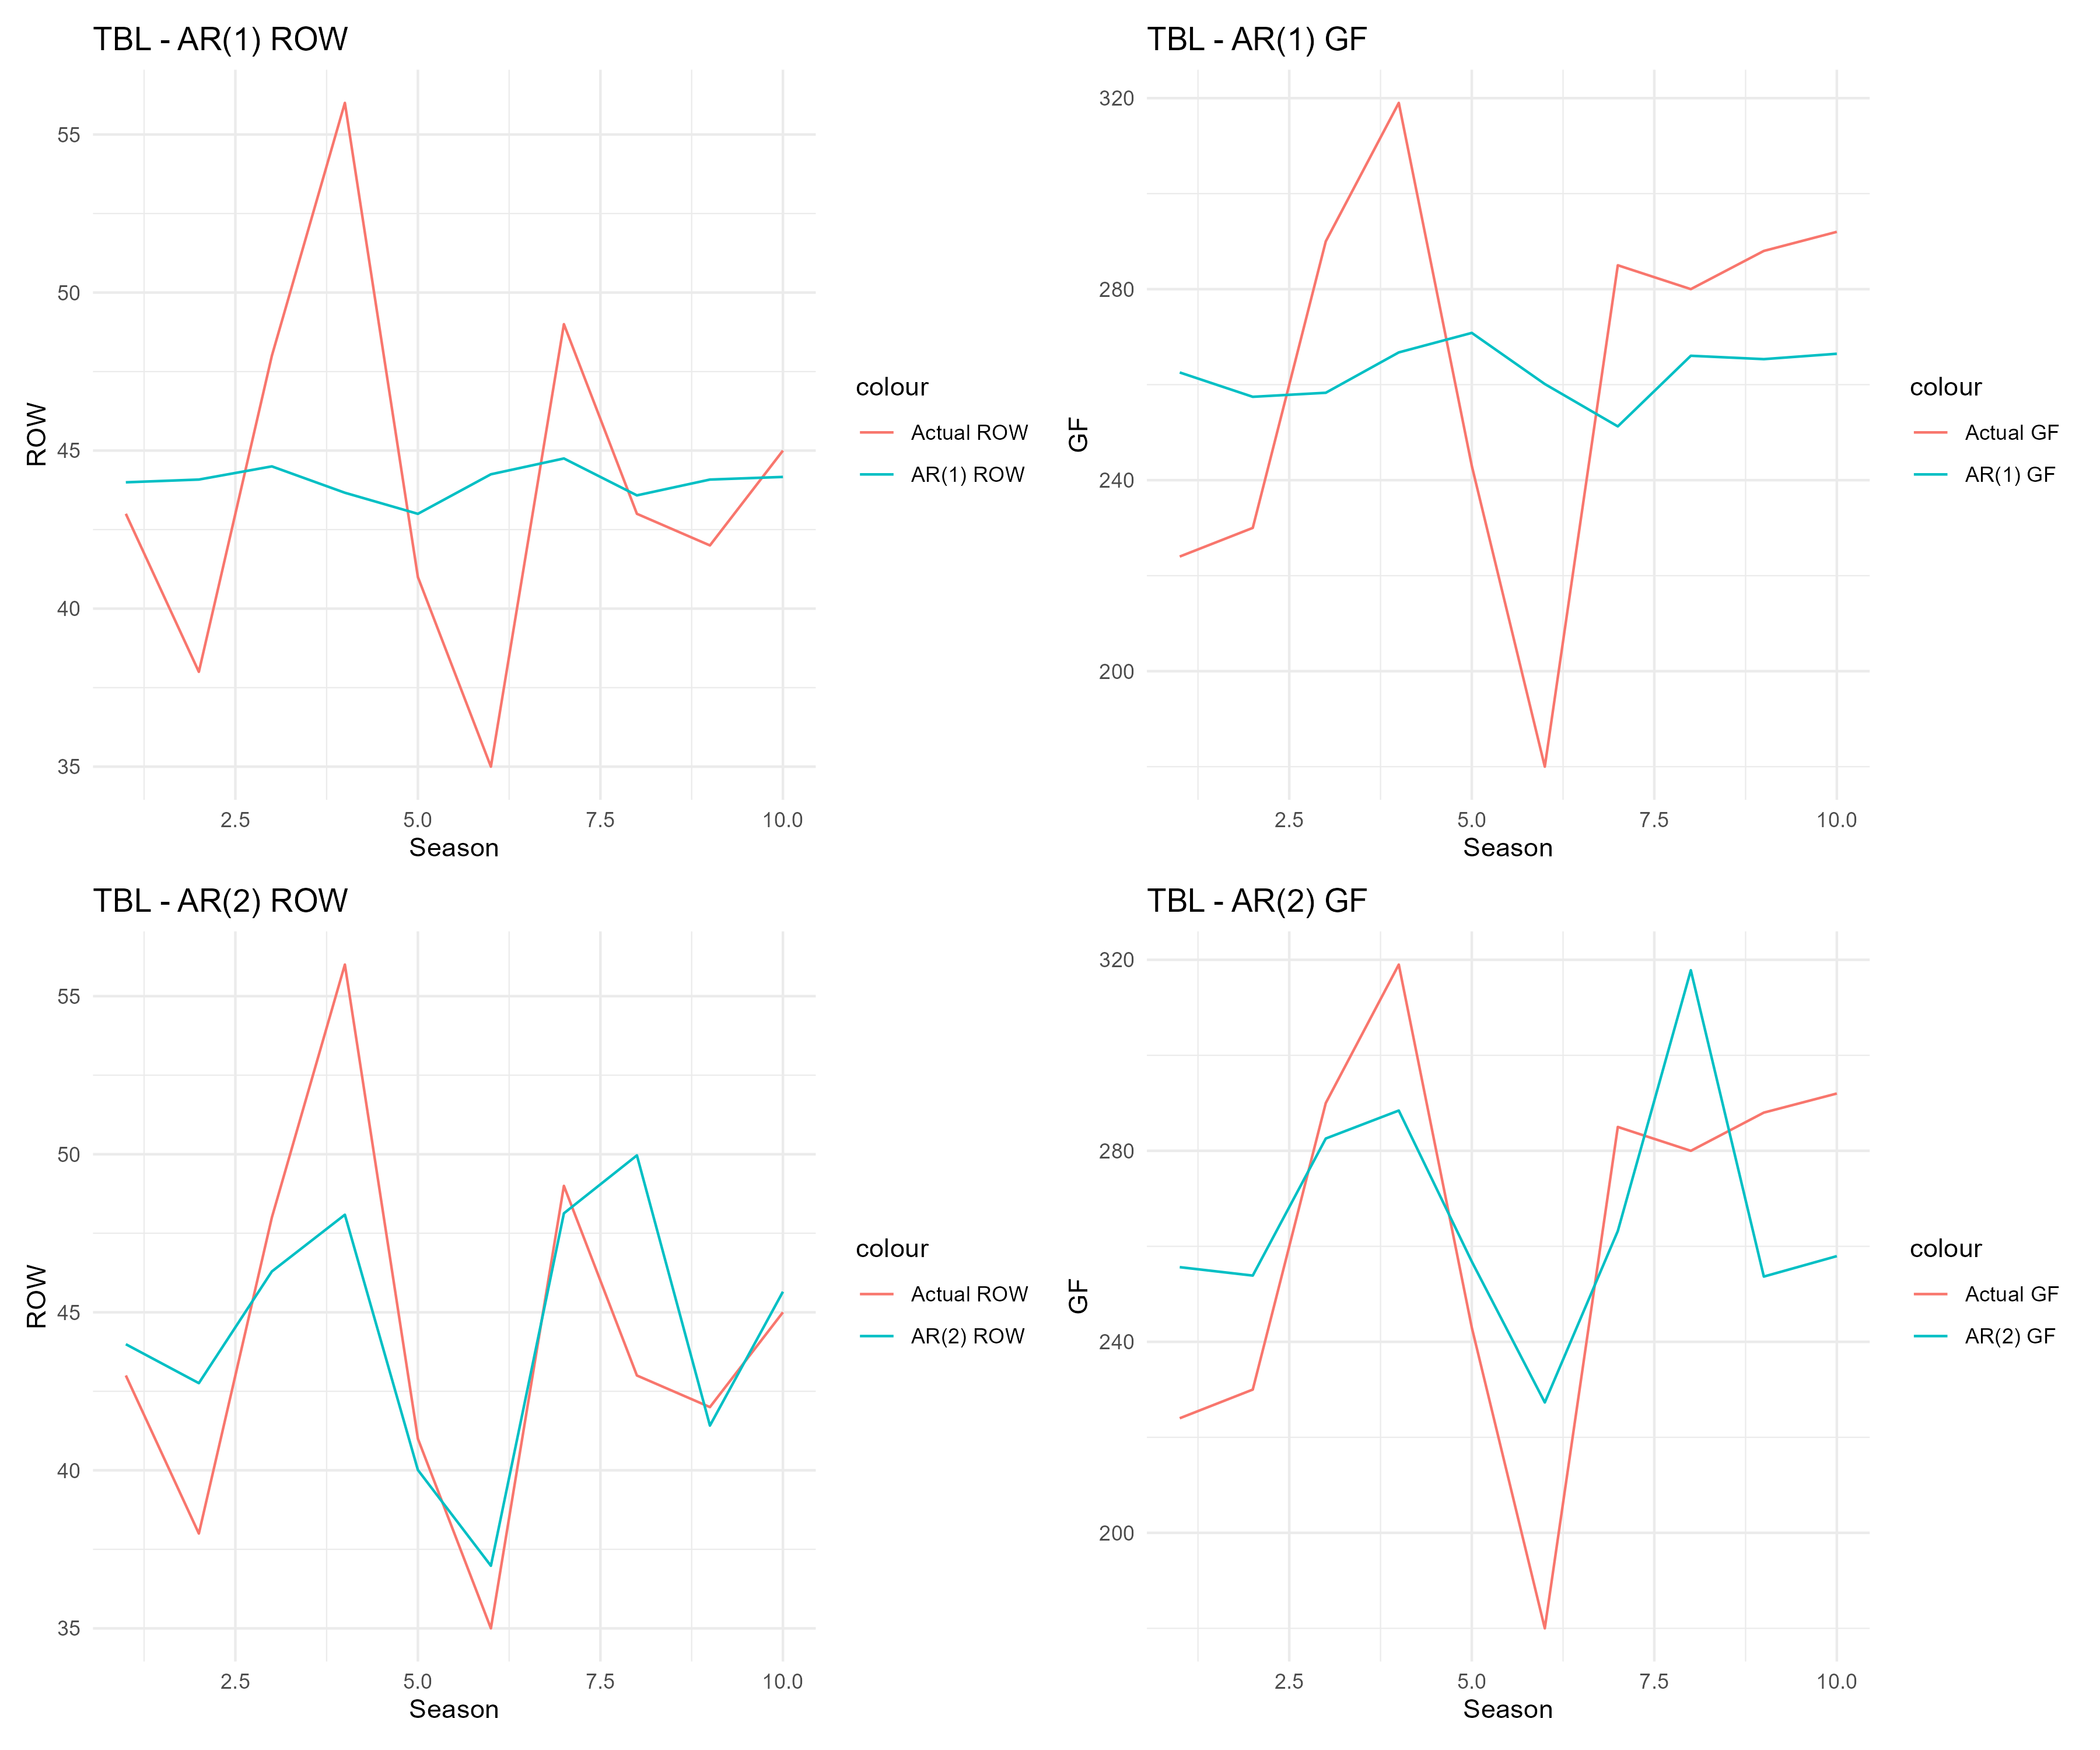 TBL - AR(1) ROW
55
50
45
40
35
ROW
2.5 5.0 7.5 10.0
Season
colour
Actual ROW
AR(1) ROW
TBL - AR(1) GF
320
280
240
200
GF
2.5 5.0 7.5 10.0
Season
colour
Actual GF
AR(1) GF
TBL - AR(2) ROW
55
50
45
40
35
ROW
2.5 5.0 7.5 10.0
Season
colour
Actual ROW
AR(2) ROW
TBL - AR(2) GF
320
280
240
200
GF
2.5 5.0 7.5 10.0
Season
colour
Actual GF
AR(2) GF